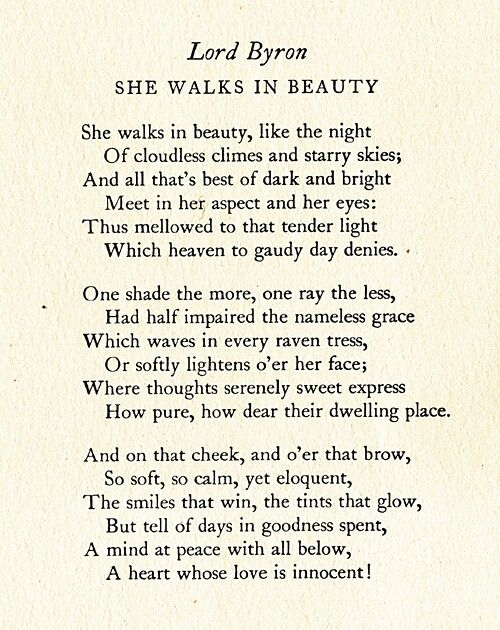 Lord Byron
SHE WALKS IN BEAUTY
She walks in beauty, like the night
Of cloudless climes and starry skies;
And all that's best of dark and bright
Meet in her aspect and her eyes:
Thus mellowed to that tender light
Which heaven to gaudy day denies.
One shade the more, one ray the less,
Had half impaired the nameless grace
Which waves in every raven tress,
Or softly lightens o'er her face;
Where thoughts serenely sweet express
How pure, how dear their dwelling place.
And on that cheek, and o'er that brow,
So soft, so calm, yet eloquent,
The smiles that win, the tints that glow,
But tell of days in goodness spent,
A mind at peace with all below,
A heart whose love is innocent!